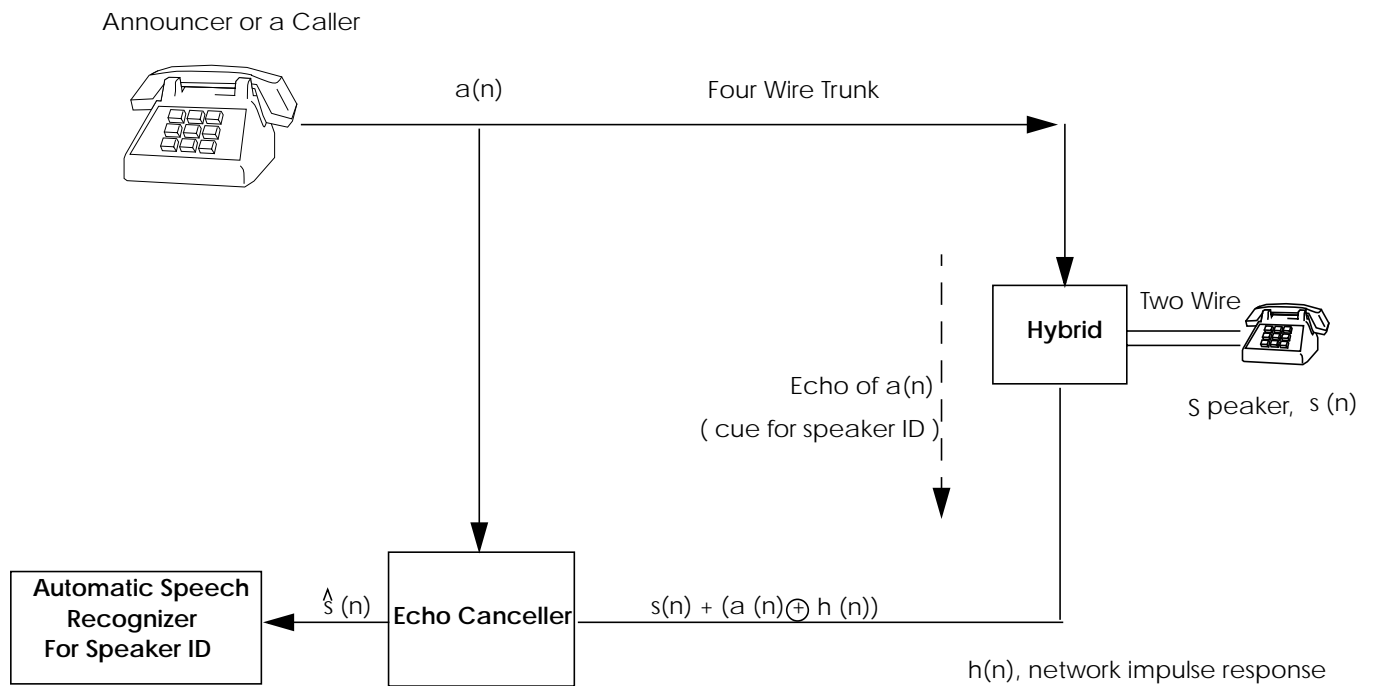 Announcer or a Caller
a(n)
Four Wire Trunk
Two Wire
Hybrid
Echo of a(n)
( cue for speaker ID )
S peaker, s (n)
Automatic Speech
Recognizer
For Speaker ID
ŝ (n)
Echo Canceller
s(n) + (a (n)⊕ h (n))
h(n), network impulse response